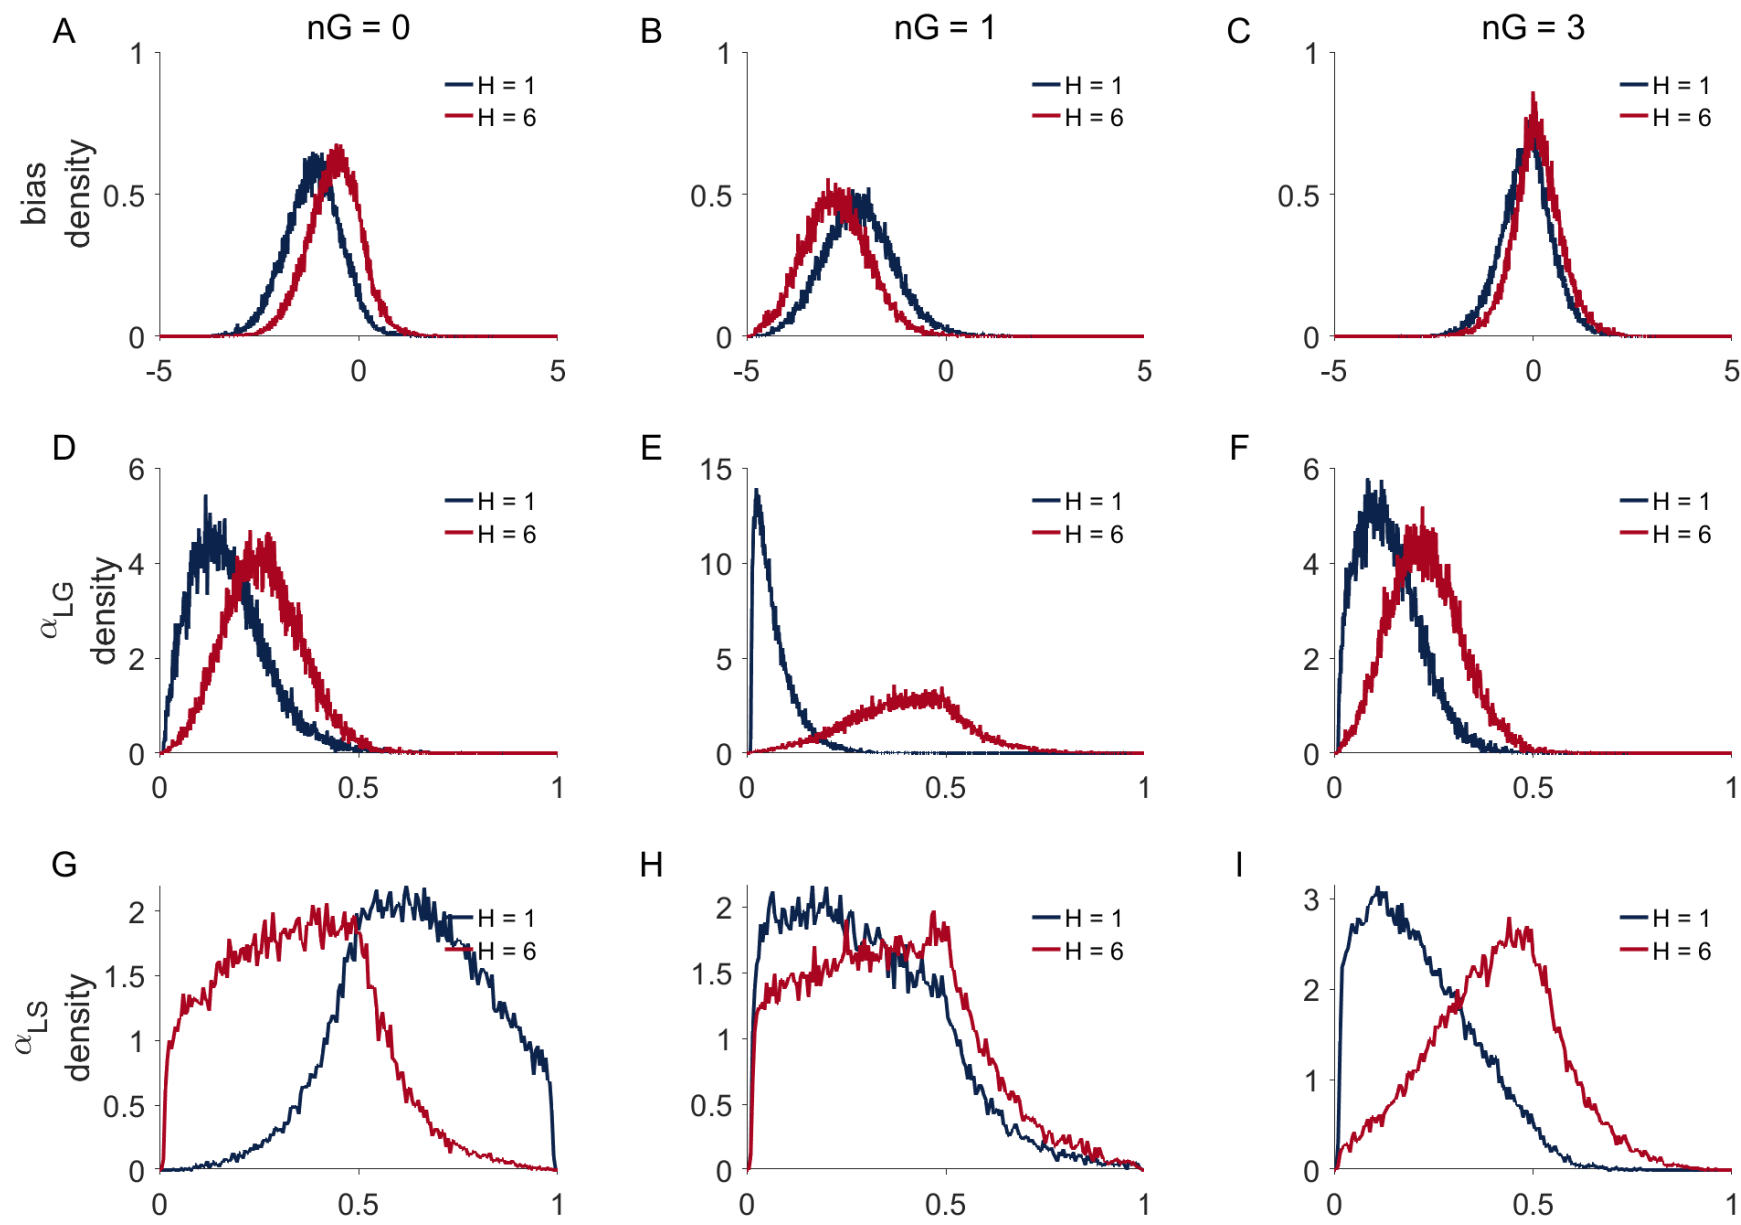 A nG = 0 B nG = 1 C nG = 3
1 1 1
H = 1 H = 1 H = 1
H = 6 H = 6 H = 6
bias
density
0.5 0.5 0.5
0 0 0
-5 0 5 -5 0 5 -5 0 5
D E F
6 15 6
H = 1 H = 1 H = 1
H = 6 H = 6 H = 6
4 10 4
αLG
density
2 5 2
0 0 0
0 0.5 1 0 0.5 1 0 0.5 1
G H I
2 2 3
H = 1 H = 1 H = 1
H = 6 H = 6 H = 6
1.5 1.5 2
αLS
density
1 1 1
0.5 0.5
0 0 0
0 0.5 1 0 0.5 1 0 0.5 1